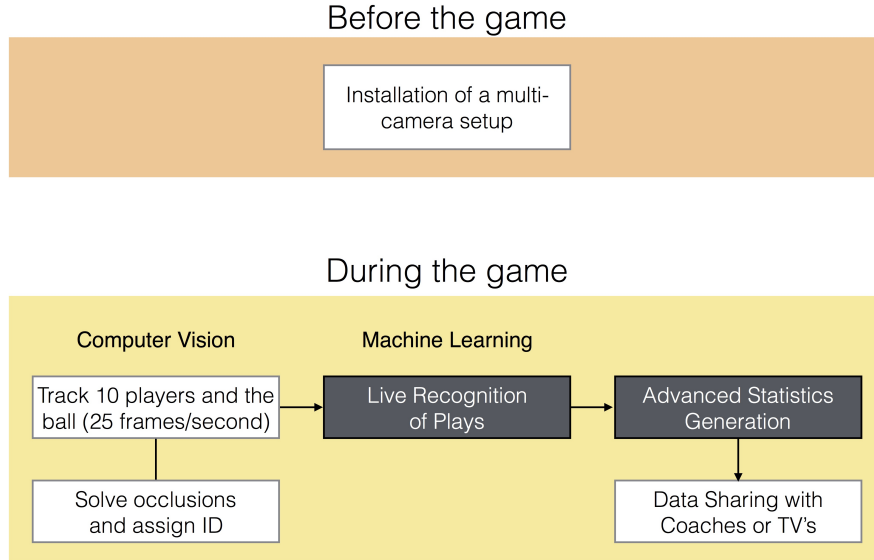 Before the game
Installation of a multi-
camera setup
During the game
Computer Vision
Machine Learning
Track 10 players and the
ball (25 frames/second)
Live Recognition
of Plays
Advanced Statistics
Generation
Solve occlusions
and assign ID
Data Sharing with
Coaches or TV's